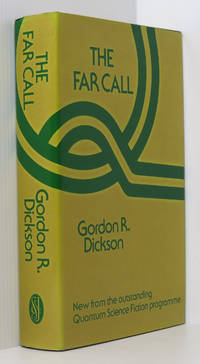 THE
FAR CALL
Gordon R.
Dickson
THE
FAR CALL
Gordon R.
Dickson
New from the outstanding
Quantum Science Fiction programme